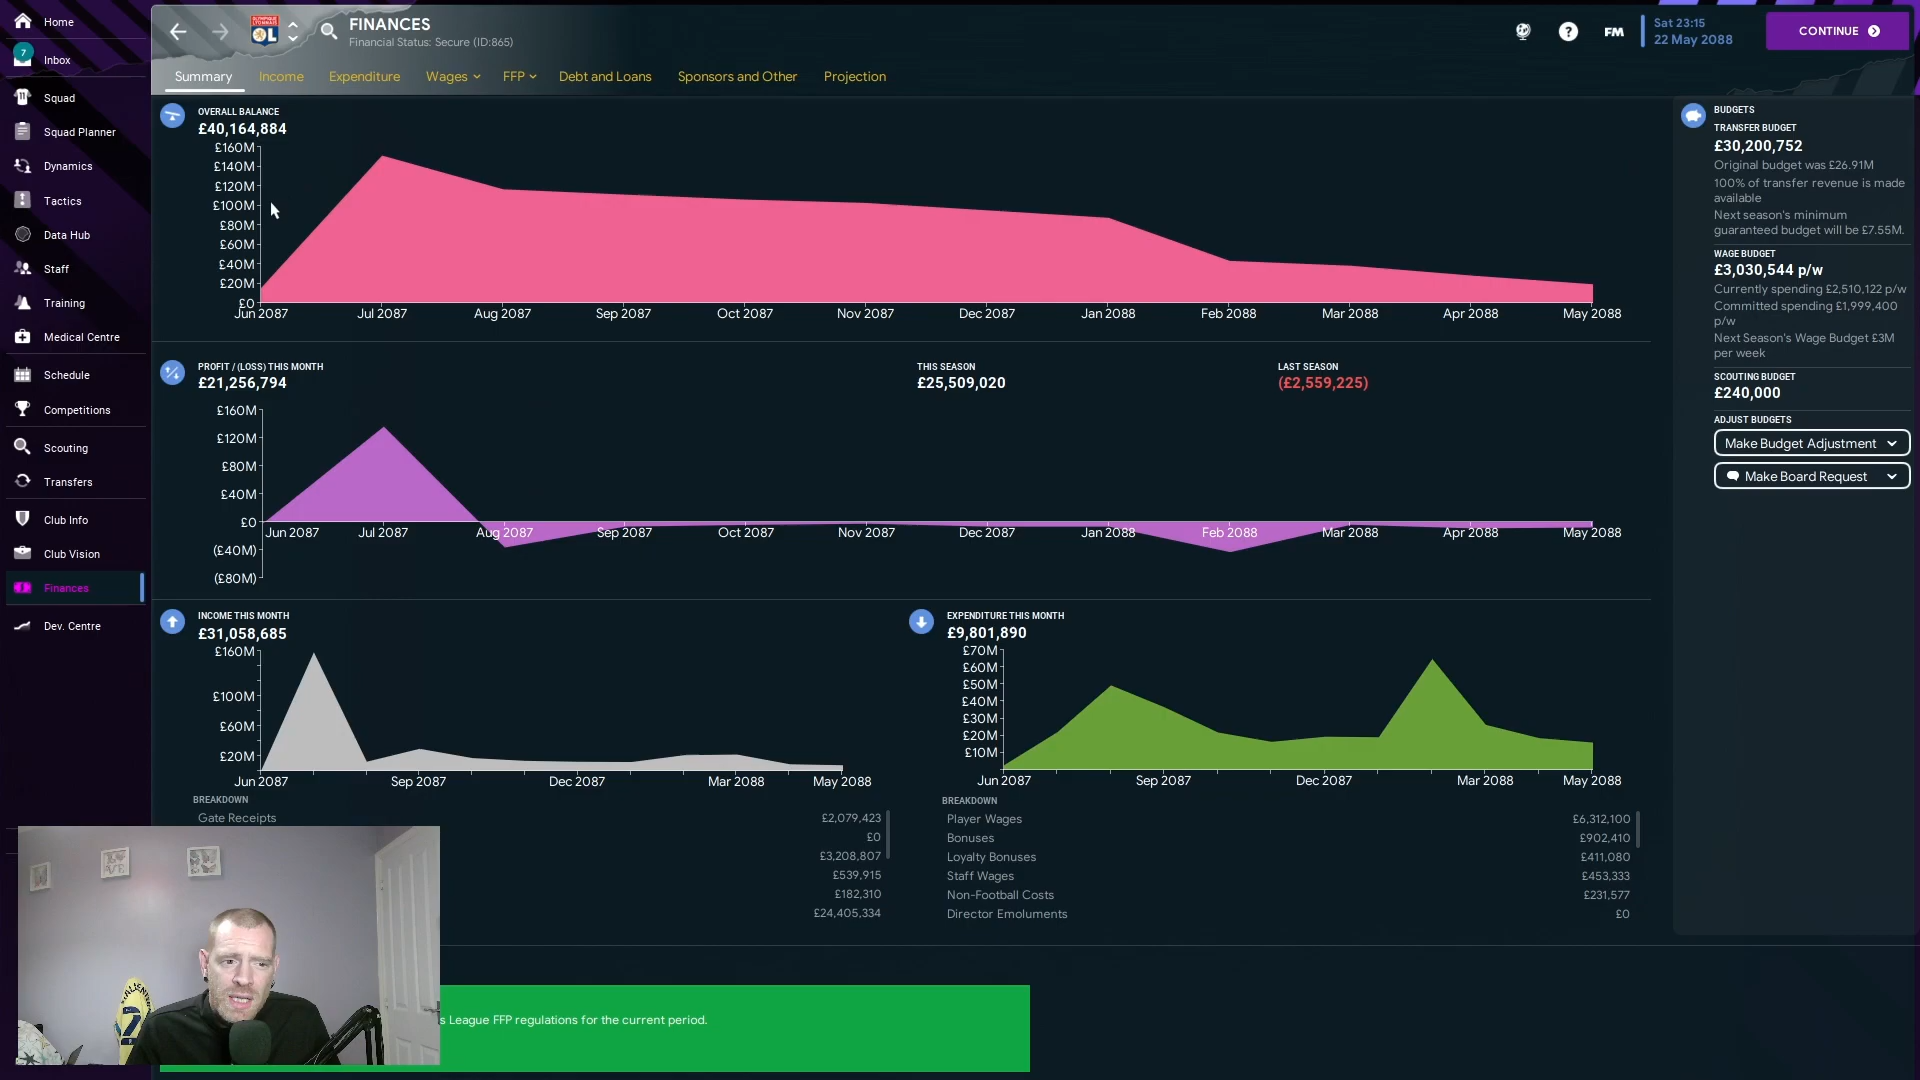 Home
Inbox
7
Squad
Squad Planner
Dynamics
Tactics
Data Hub
Staff
Training
Medical Centre
Schedule
Competitions
Scouting
Transfers
Club Info
Club Vision
Finances
Dev. Centre
OLYMPIQUE
LYONNAIS
OL
FINANCES
Financial Status: Secure (ID:865)
FM
Sat 23:15
22 May 2088
CONTINUE
Summary
Income
Expenditure
Wages
FFP
Debt and Loans
Sponsors and Other
Projection
OVERALL BALANCE
£40,164,884
£160M
£140M
£120M
£100M
£80M
£60M
£40M
£20M
£0
Jun 2087 Jul 2087 Aug 2087 Sep 2087 Oct 2087 Nov 2087 Dec 2087 Jan 2088 Feb 2088 Mar 2088 Apr 2088 May 2088
PROFIT / (LOSS) THIS MONTH
£21,256,794
THIS SEASON
£25,509,020
LAST SEASON
(£2,559,225)
£160M
£120M
£80M
£40M
£0
(£40M)
(£80M)
Jun 2087 Jul 2087 Aug 2087 Sep 2087 Oct 2087 Nov 2087 Dec 2087 Jan 2088 Feb 2088 Mar 2088 Apr 2088 May 2088
INCOME THIS MONTH
£31,058,685
£160M
£100M
£60M
£20M
Jun 2087 Sep 2087 Dec 2087 Mar 2088 May 2088
BREAKDOWN
Gate Receipts £2,079,423
£0
£3,208,807
£539,915
£182,310
£24,405,334
EXPENDITURE THIS MONTH
£9,801,890
£70M
£60M
£50M
£40M
£30M
£20M
£10M
Jun 2087 Sep 2087 Dec 2087 Mar 2088 May 2088
BREAKDOWN
Player Wages £6,312,100
Bonuses £902,410
Loyalty Bonuses £411,080
Staff Wages £453,333
Non-Football Costs £231,577
Director Emoluments £0
s League FFP regulations for the current period.
BUDGETS
TRANSFER BUDGET
£30,200,752
Original budget was £26.91M
100% of transfer revenue is made
available
Next season's minimum
guaranteed budget will be £7.55M.
WAGE BUDGET
£3,030,544 p/w
Currently spending £2,510,122 p/w
Committed spending £1,999,400
p/w
Next Season's Wage Budget £3M
per week
SCOUTING BUDGET
£240,000
ADJUST BUDGETS
Make Budget Adjustment
Make Board Request